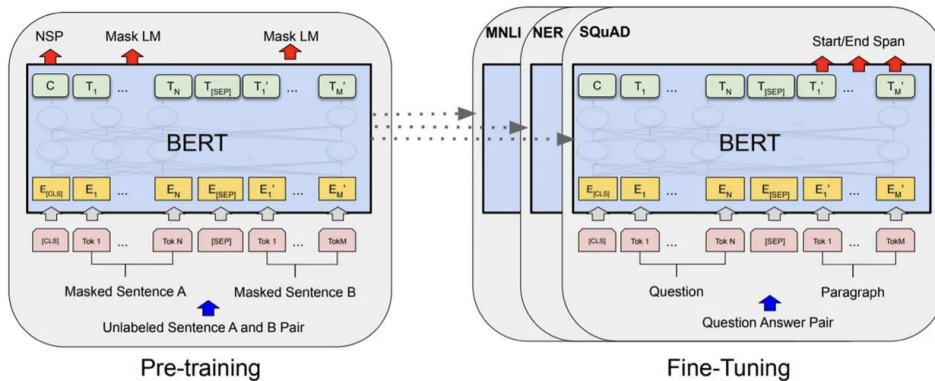 NSP Mask LM Mask LM
C T1 ... TN T[SEP] T1' ... TM'
BERT
E[CLS] E1 ... EN E[SEP] E1' ... EM'
[CLS] Tok 1 ... Tok N [SEP] Tok 1 ... TokM
Masked Sentence A Masked Sentence B
Unlabeled Sentence A and B Pair
Pre-training
MNLI NER SQuAD
Start/End Span
C T1 ... TN T[SEP] T1' ... TM'
BERT
E[CLS] E1 ... EN E[SEP] E1' ... EM'
[CLS] Tok 1 ... Tok N [SEP] Tok 1 ... TokM
Question Paragraph
Question Answer Pair
Fine-Tuning